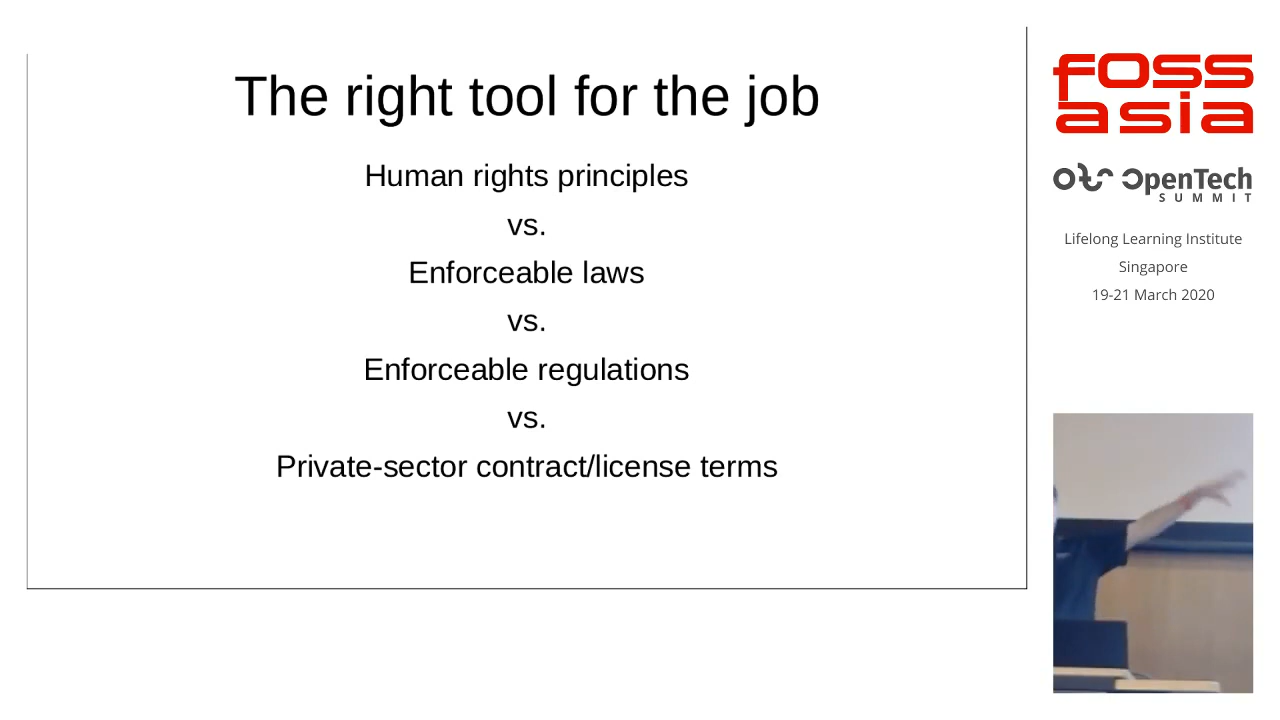 The right tool for the job
Human rights principles
vs.
Enforceable laws
vs.
Enforceable regulations
vs.
Private-sector contract/license terms
foss
asia
OpenTech
SUMMIT
Lifelong Learning Institute
Singapore
19-21 March 2020